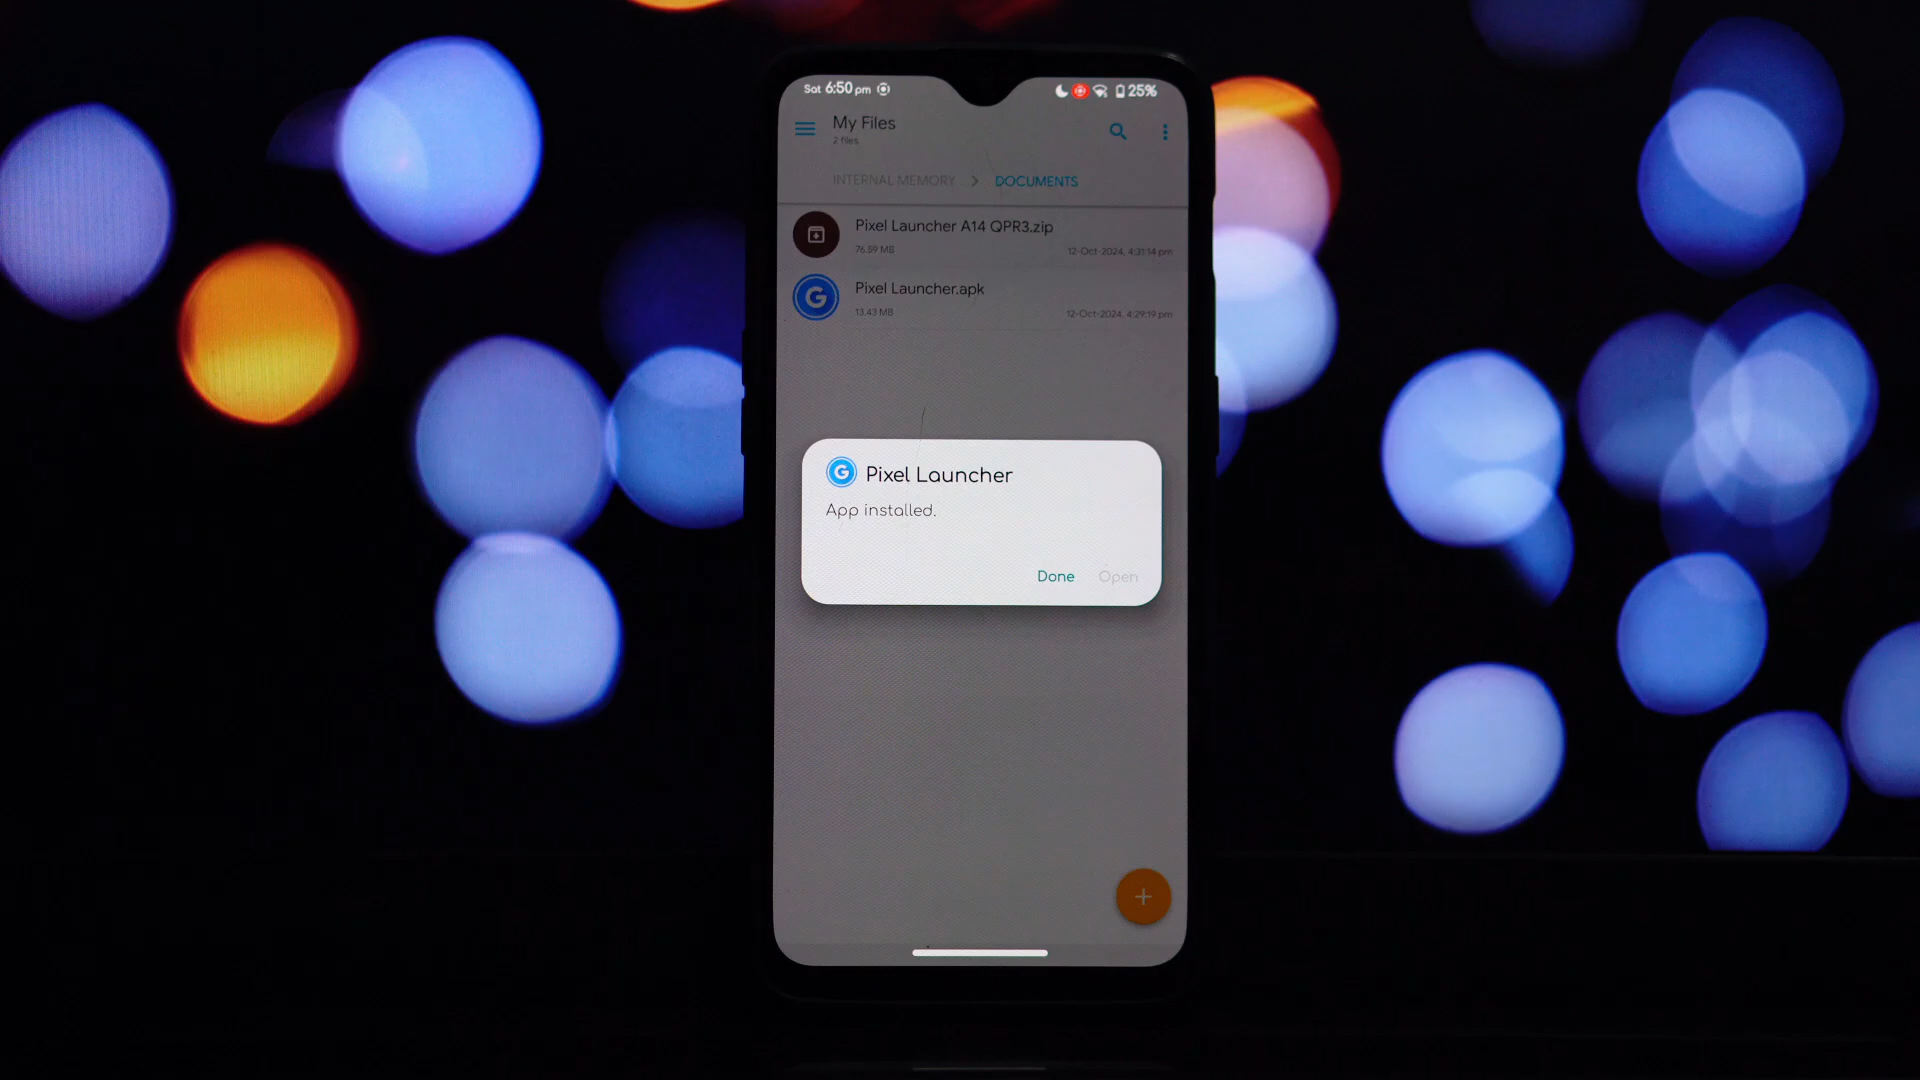 Sat 6:50 pm 25%
My Files
2 files
INTERNAL MEMORY > DOCUMENTS
Pixel Launcher A14 QPR3.zip
76.59 MB 12-Oct-2024, 4:31:14 pm
G Pixel Launcher.apk
13.43 MB 12-Oct-2024, 4:29:19 pm
G Pixel Launcher
App installed.
Done Open